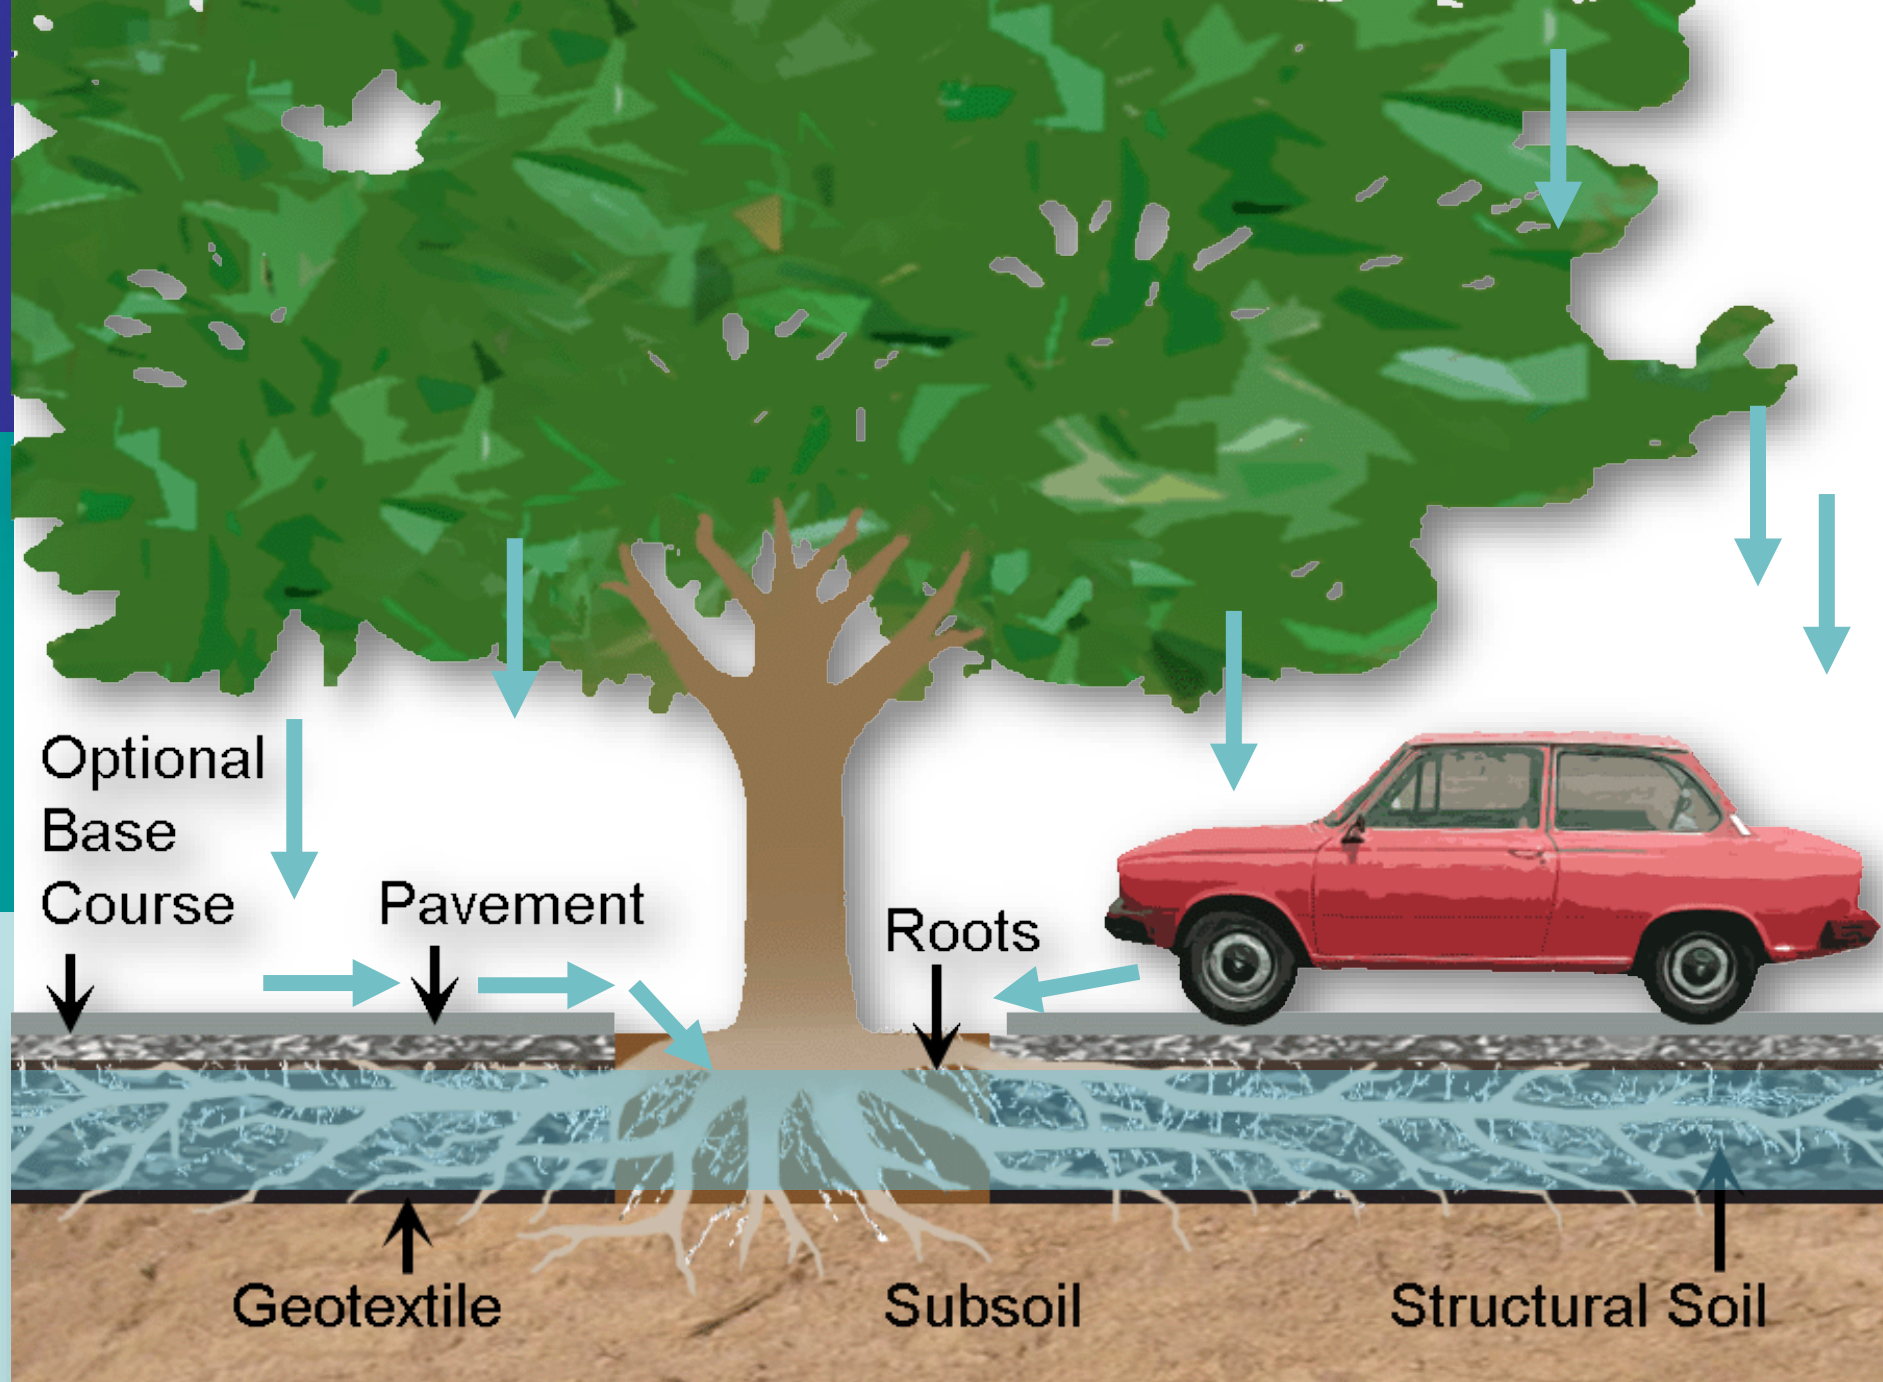 Optional
Base
Course
Pavement
Roots
Geotextile
Subsoil
Structural Soil